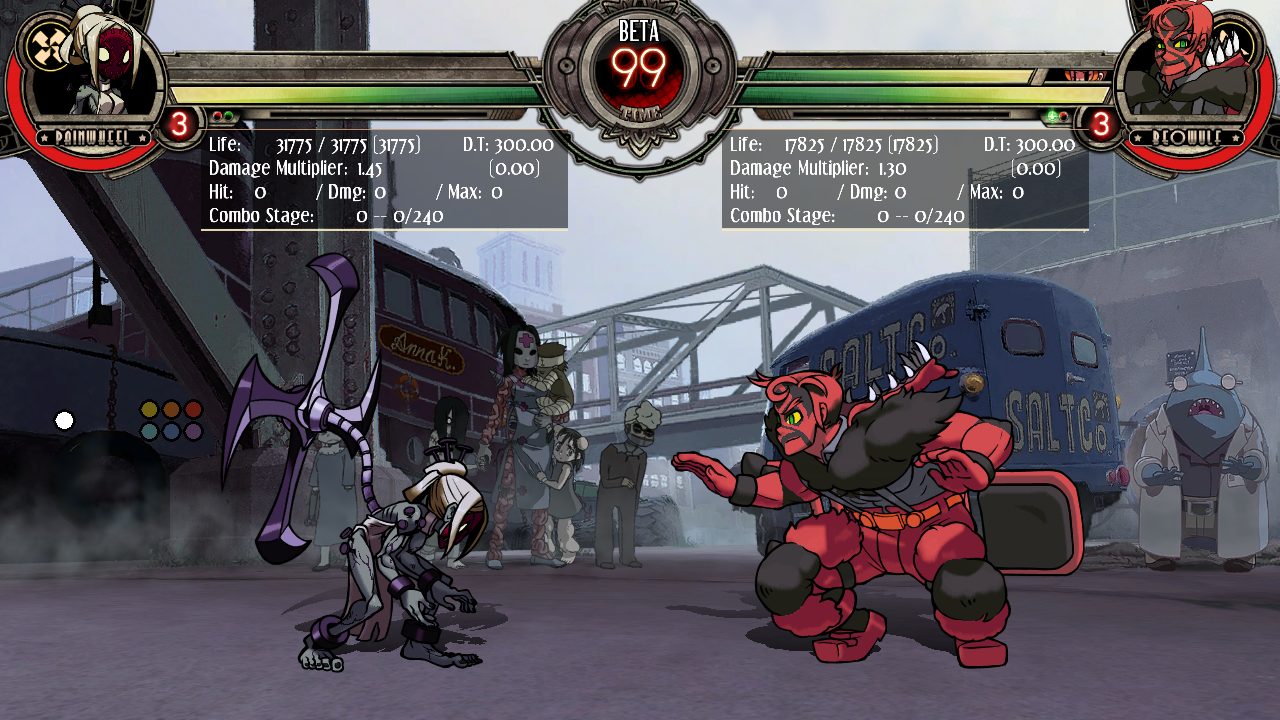 BETA
99
TIME
PAINWHEEL
3
BEOWULF
3
Life: 31775 / 31775 (31775) D.T: 300.00
Damage Multiplier: 1.45 (0.00)
Hit: 0 / Dmg: 0 / Max: 0
Combo Stage: 0 -- 0/240
Life: 17825 / 17825 (17825) D.T: 300.00
Damage Multiplier: 1.30 (0.00)
Hit: 0 / Dmg: 0 / Max: 0
Combo Stage: 0 -- 0/240
Anna K.
SALTCo.
SALTCo.